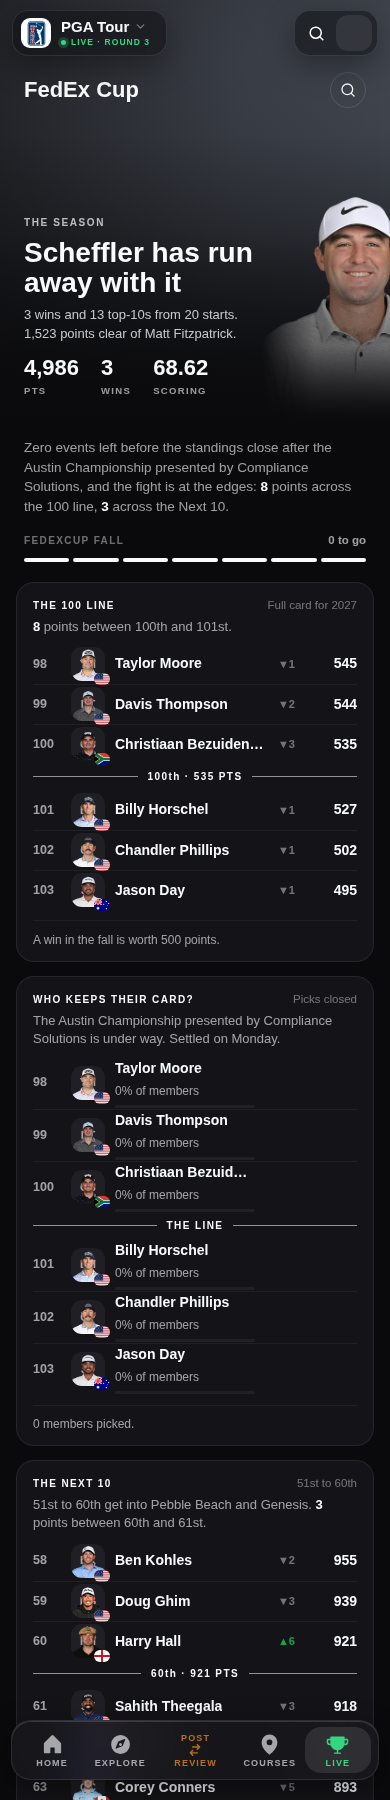 PGA Tour
LIVE · ROUND 3
FedEx Cup
THE SEASON
Scheffler has run
away with it
3 wins and 13 top-10s from 20 starts.
1,523 points clear of Matt Fitzpatrick.
4,986 3 68.62
PTS WINS SCORING
Zero events left before the standings close after the
Austin Championship presented by Compliance
Solutions, and the fight is at the edges: 8 points across
the 100 line, 3 across the Next 10.
FEDEXCUP FALL 0 to go
THE 100 LINE Full card for 2027
8 points between 100th and 101st.
98 Taylor Moore ▼1 545
99 Davis Thompson ▼2 544
100 Christiaan Bezuiden… ▼3 535
100th · 535 PTS
101 Billy Horschel ▼1 527
102 Chandler Phillips ▼1 502
103 Jason Day ▼1 495
A win in the fall is worth 500 points.
WHO KEEPS THEIR CARD? Picks closed
The Austin Championship presented by Compliance
Solutions is under way. Settled on Monday.
98 Taylor Moore
0% of members
99 Davis Thompson
0% of members
100 Christiaan Bezuid…
0% of members
THE LINE
101 Billy Horschel
0% of members
102 Chandler Phillips
0% of members
103 Jason Day
0% of members
0 members picked.
THE NEXT 10 51st to 60th
51st to 60th get into Pebble Beach and Genesis. 3
points between 60th and 61st.
58 Ben Kohles ▼2 955
59 Doug Ghim ▼3 939
60 Harry Hall ▲6 921
60th · 921 PTS
61 Sahith Theegala ▼3 918
HOME EXPLORE POST REVIEW COURSES LIVE
63 Corey Conners ▼5 893